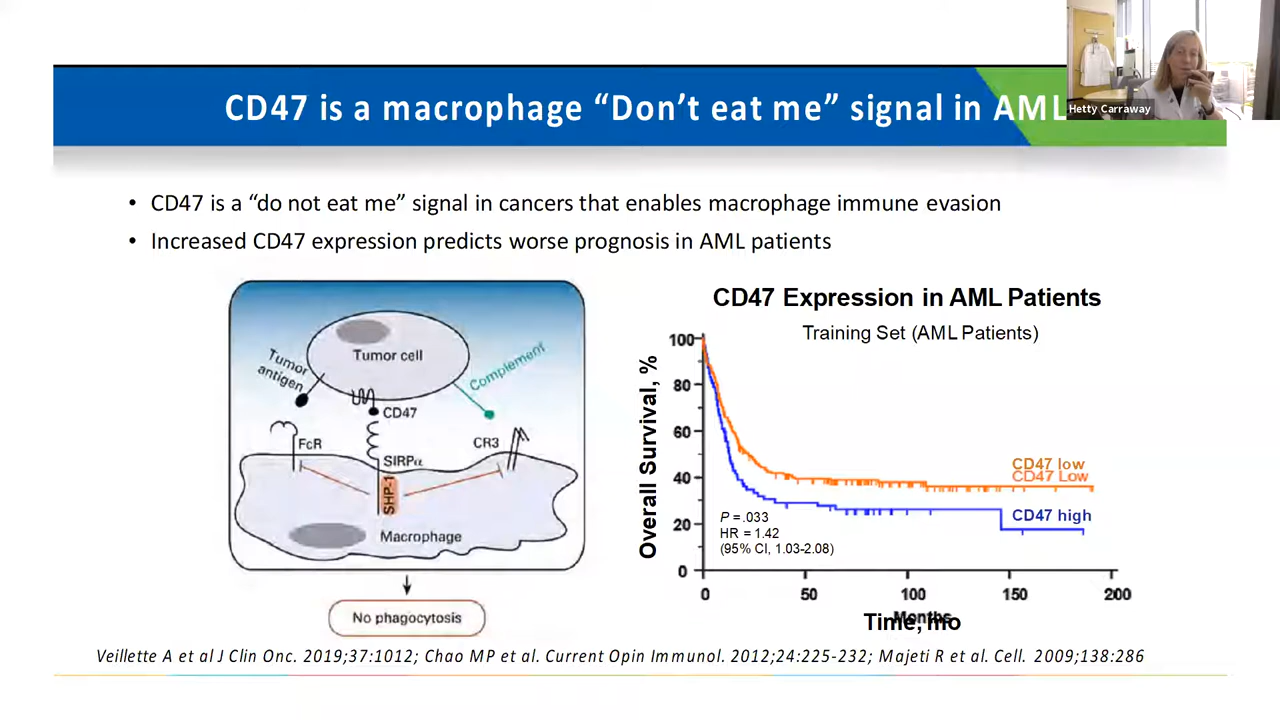 CD47 is a macrophage “Don’t eat me” signal in AML
Hetty Carraway
• CD47 is a “do not eat me” signal in cancers that enables macrophage immune evasion
• Increased CD47 expression predicts worse prognosis in AML patients
Tumor cell
Tumor
antigen
Complement
CD47
FcR
CR3
SIRPα
SHP-1
Macrophage
No phagocytosis
CD47 Expression in AML Patients
Training Set (AML Patients)
Overall Survival, %
100
80
60
40
20
0
CD47 low
CD47 Low
CD47 high
P = .033
HR = 1.42
(95% CI, 1.03-2.08)
0 50 100 150 200
Months
Time, mo
Veillette A et al J Clin Onc. 2019;37:1012; Chao MP et al. Current Opin Immunol. 2012;24:225-232; Majeti R et al. Cell. 2009;138:286